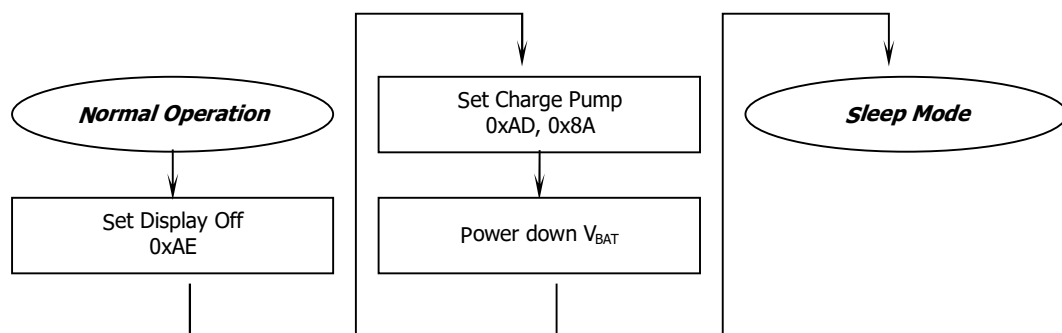 Normal Operation
Set Display Off
0xAE
Set Charge Pump
0xAD, 0x8A
Power down VBAT
Sleep Mode